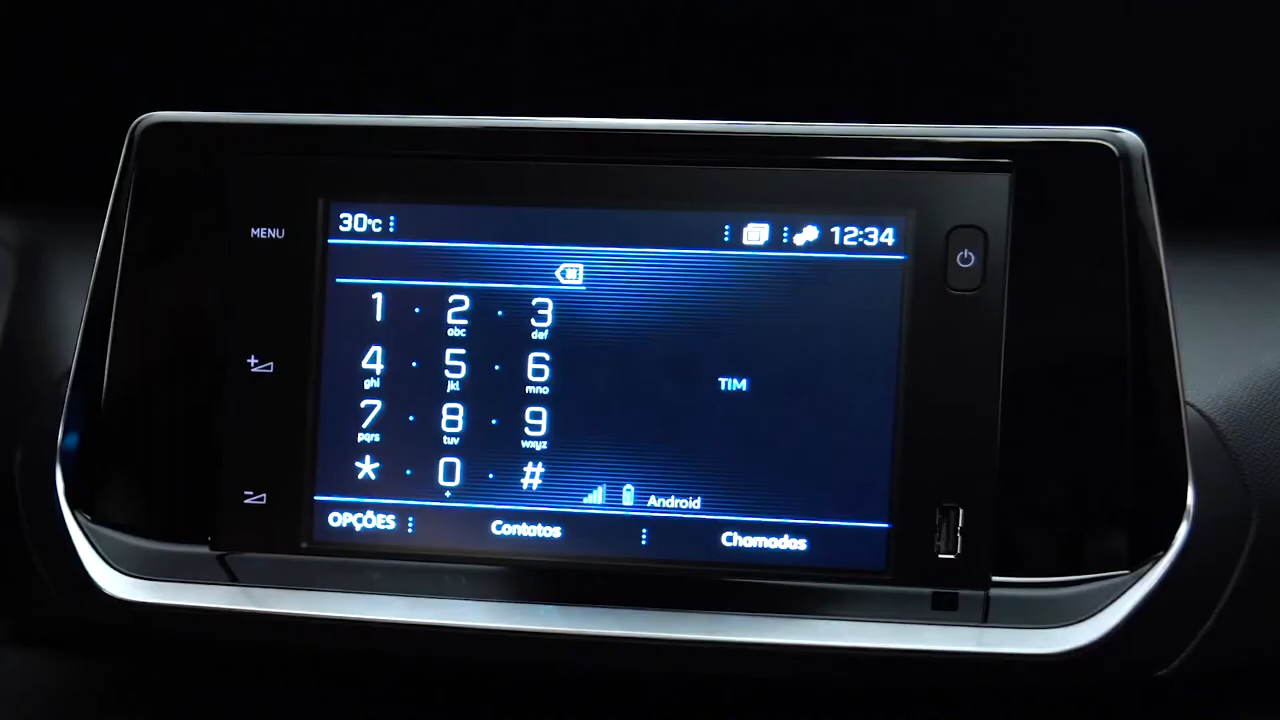 MENU
30°C
12:34
1 2 3
abc def
4 5 6
ghi jkl mno
TIM
7 8 9
pqrs tuv wxyz
* 0 #
+
Android
OPÇÕES Contatos Chamadas